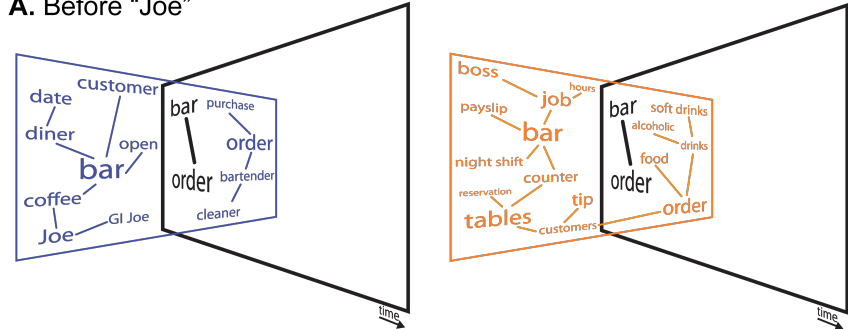 A. Before “Joe”
customer
date
diner
open
bar
coffee
Joe
GI Joe
bar
purchase
order
order
bartender
cleaner
time
boss
hours
job
payslip
bar
night shift
counter
reservation
tip
tables
customers
bar
soft drinks
alcoholic
drinks
food
order
order
time